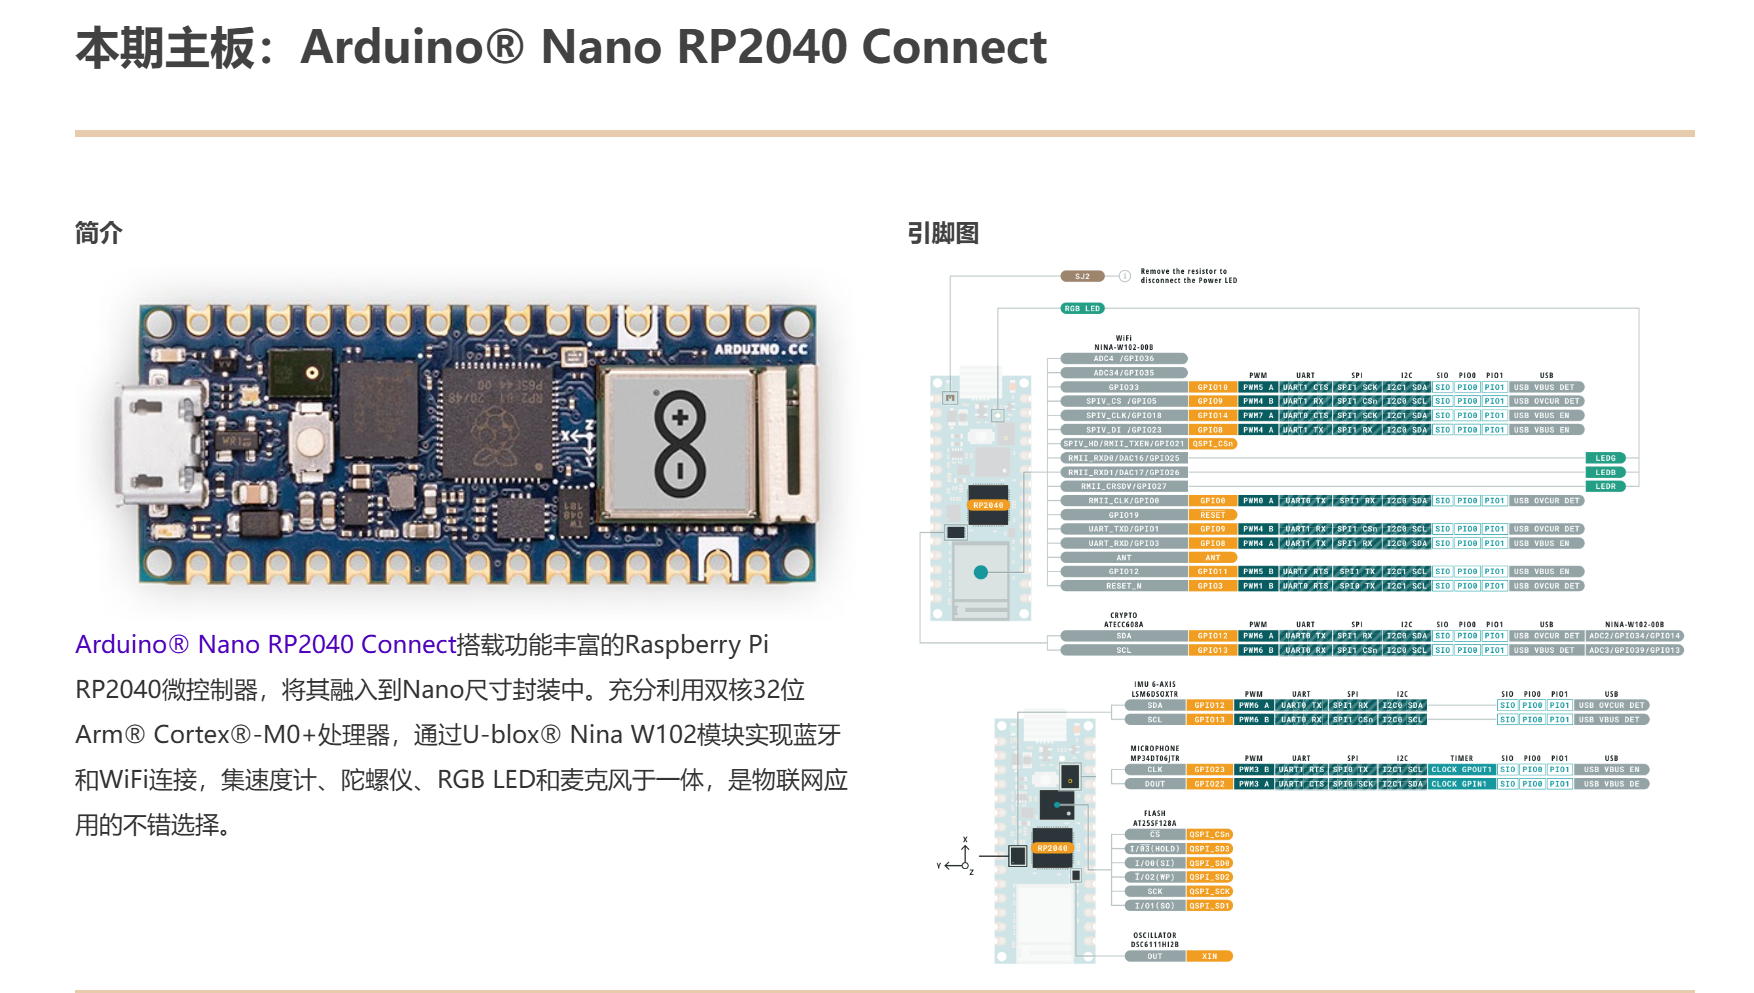 本期主板：Arduino® Nano RP2040 Connect
简介
ARDUINO.CC
Arduino® Nano RP2040 Connect搭载功能丰富的Raspberry Pi
RP2040微控制器，将其融入到Nano尺寸封装中。充分利用双核32位
Arm® Cortex®-M0+处理器，通过U-blox® Nina W102模块实现蓝牙
和WiFi连接，集速度计、陀螺仪、RGB LED和麦克风于一体，是物联网应
用的不错选择。
引脚图
SJ2 1 Remove the resistor to
disconnect the Power LED
RGB LED
WiFi
NINA-W102-00B
ADC4 /GPIO36
ADC34/GPIO35
PWM UART SPI I2C SIO PIO0 PIO1 USB
GPIO33 GPIO10 PWM5 A UART1 CTS SPI1 SCK I2C1 SDA SIO PIO0 PIO1 USB VBUS DET
SPIV_CS /GPIO5 GPIO9 PWM4 B UART1 RX SPI1 CSn I2C0 SCL SIO PIO0 PIO1 USB OVCUR DET
SPIV_CLK/GPIO18 GPIO14 PWM7 A UART0 CTS SPI1 SCK I2C1 SDA SIO PIO0 PIO1 USB VBUS EN
SPIV_DI /GPIO23 GPIO8 PWM4 A UART1 TX SPI1 RX I2C0 SDA SIO PIO0 PIO1 USB VBUS EN
SPIV_HD/RMII_TXEN/GPIO21 QSPI_CSn
RMII_RXD0/DAC16/GPIO25 LEDG
RMII_RXD1/DAC17/GPIO26 LEDB
RMII_CRSDV/GPIO27 LEDR
RMII_CLK/GPIO0 GPIO0 PWM0 A UART0 TX SPI1 RX I2C0 SDA SIO PIO0 PIO1 USB OVCUR DET
GPIO19 RESET
UART_TXD/GPIO1 GPIO9 PWM4 B UART1 RX SPI1 CSn I2C0 SCL SIO PIO0 PIO1 USB OVCUR DET
UART_RXD/GPIO3 GPIO8 PWM4 A UART1 TX SPI1 RX I2C0 SDA SIO PIO0 PIO1 USB VBUS EN
ANT ANT
GPIO12 GPIO11 PWM5 B UART1 RTS SPI1 TX I2C1 SCL SIO PIO0 PIO1 USB VBUS EN
RESET_N GPIO3 PWM1 B UART0 RTS SPI0 TX I2C1 SCL SIO PIO0 PIO1 USB OVCUR DET
RP2040
CRYPTO
ATECC608A PWM UART SPI I2C SIO PIO0 PIO1 USB NINA-W102-00B
SDA GPIO12 PWM6 A UART0 TX SPI1 RX I2C0 SDA SIO PIO0 PIO1 USB OVCUR DET ADC2/GPIO34/GPIO14
SCL GPIO13 PWM6 B UART0 RX SPI1 CSn I2C0 SCL SIO PIO0 PIO1 USB VBUS DET ADC3/GPIO39/GPIO13
IMU 6-AXIS
LSM6DSOXTR PWM UART SPI I2C SIO PIO0 PIO1 USB
SDA GPIO12 PWM6 A UART0 TX SPI1 RX I2C0 SDA SIO PIO0 PIO1 USB OVCUR DET
SCL GPIO13 PWM6 B UART0 RX SPI1 CSn I2C0 SCL SIO PIO0 PIO1 USB VBUS DET
MICROPHONE
MP34DT06JTR PWM UART SPI I2C TIMER SIO PIO0 PIO1 USB
CLK GPIO23 PWM3 B UART1 RTS SPI0 TX I2C1 SCL CLOCK GPOUT1 SIO PIO0 PIO1 USB VBUS EN
DOUT GPIO22 PWM3 A UART1 CTS SPI0 SCK I2C1 SDA CLOCK GPIN1 SIO PIO0 PIO1 USB VBUS DE
FLASH
AT25SF128A
CS QSPI_CSn
I/03(HOLD) QSPI_SD3
I/O0(SI) QSPI_SD0
I/O2(WP) QSPI_SD2
SCK QSPI_SCK
I/O1(SO) QSPI_SD1
RP2040
X
Y
Z
OSCILLATOR
DSC6111HI2B
OUT XIN